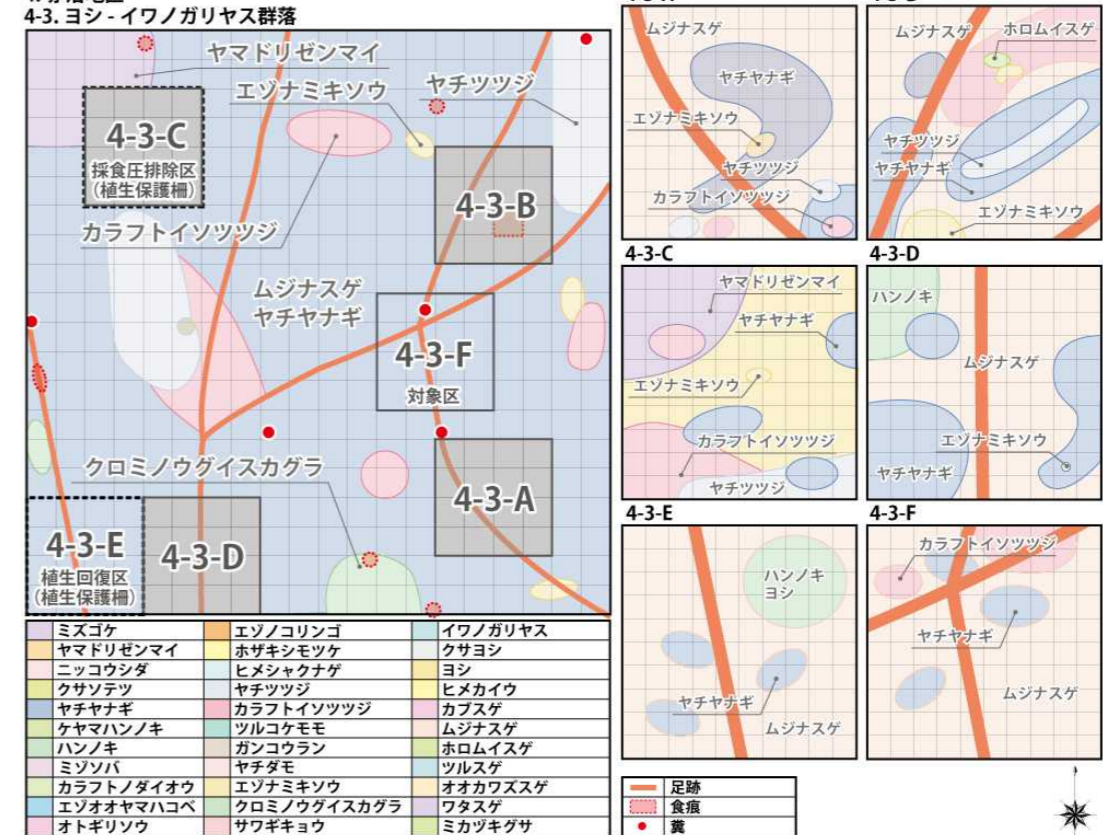 4-3. ヨシ - イワノガリヤス群落
ヤマドリゼンマイ
エゾナミキソウ
ヤチツツジ
4-3-C
採食圧排除区
(植生保護柵)
4-3-B
カラフトイソツツジ
ムジナスゲ
ヤチヤナギ
4-3-F
対象区
クロミノウグイスカグラ
4-3-A
4-3-E
植生回復区
(植生保護柵)
4-3-D
ミズゴケ
エゾノコリンゴ
イワノガリヤス
ヤマドリゼンマイ
ホザキシモツケ
クサヨシ
ニッコウシダ
ヒメシャクナゲ
ヨシ
クサソテツ
ヤチツツジ
ヒメカイウ
ヤチヤナギ
カラフトイソツツジ
カブスゲ
ケヤマハンノキ
ツルコケモモ
ムジナスゲ
ハンノキ
ガンコウラン
ホロムイスゲ
ミゾソバ
ヤチダモ
ツルスゲ
カラフトノダイオウ
エゾナミキソウ
オオカワズスゲ
エゾオオヤマハコベ
クロミノウグイスカグラ
ワタスゲ
オトギリソウ
サワギキョウ
ミカヅキグサ
ムジナスゲ
ヤチヤナギ
エゾナミキソウ
ヤチツツジ
カラフトイソツツジ
ムジナスゲ
ホロムイスゲ
ヤチツツジ
ヤチヤナギ
エゾナミキソウ
4-3-C
ヤマドリゼンマイ
ヤチヤナギ
エゾナミキソウ
カラフトイソツツジ
ヤチツツジ
4-3-D
ハンノキ
ムジナスゲ
エゾナミキソウ
ヤチヤナギ
4-3-E
ハンノキ
ヨシ
ヤチヤナギ
ムジナスゲ
4-3-F
カラフトイソツツジ
ヤチヤナギ
ムジナスゲ
足跡
食痕
糞